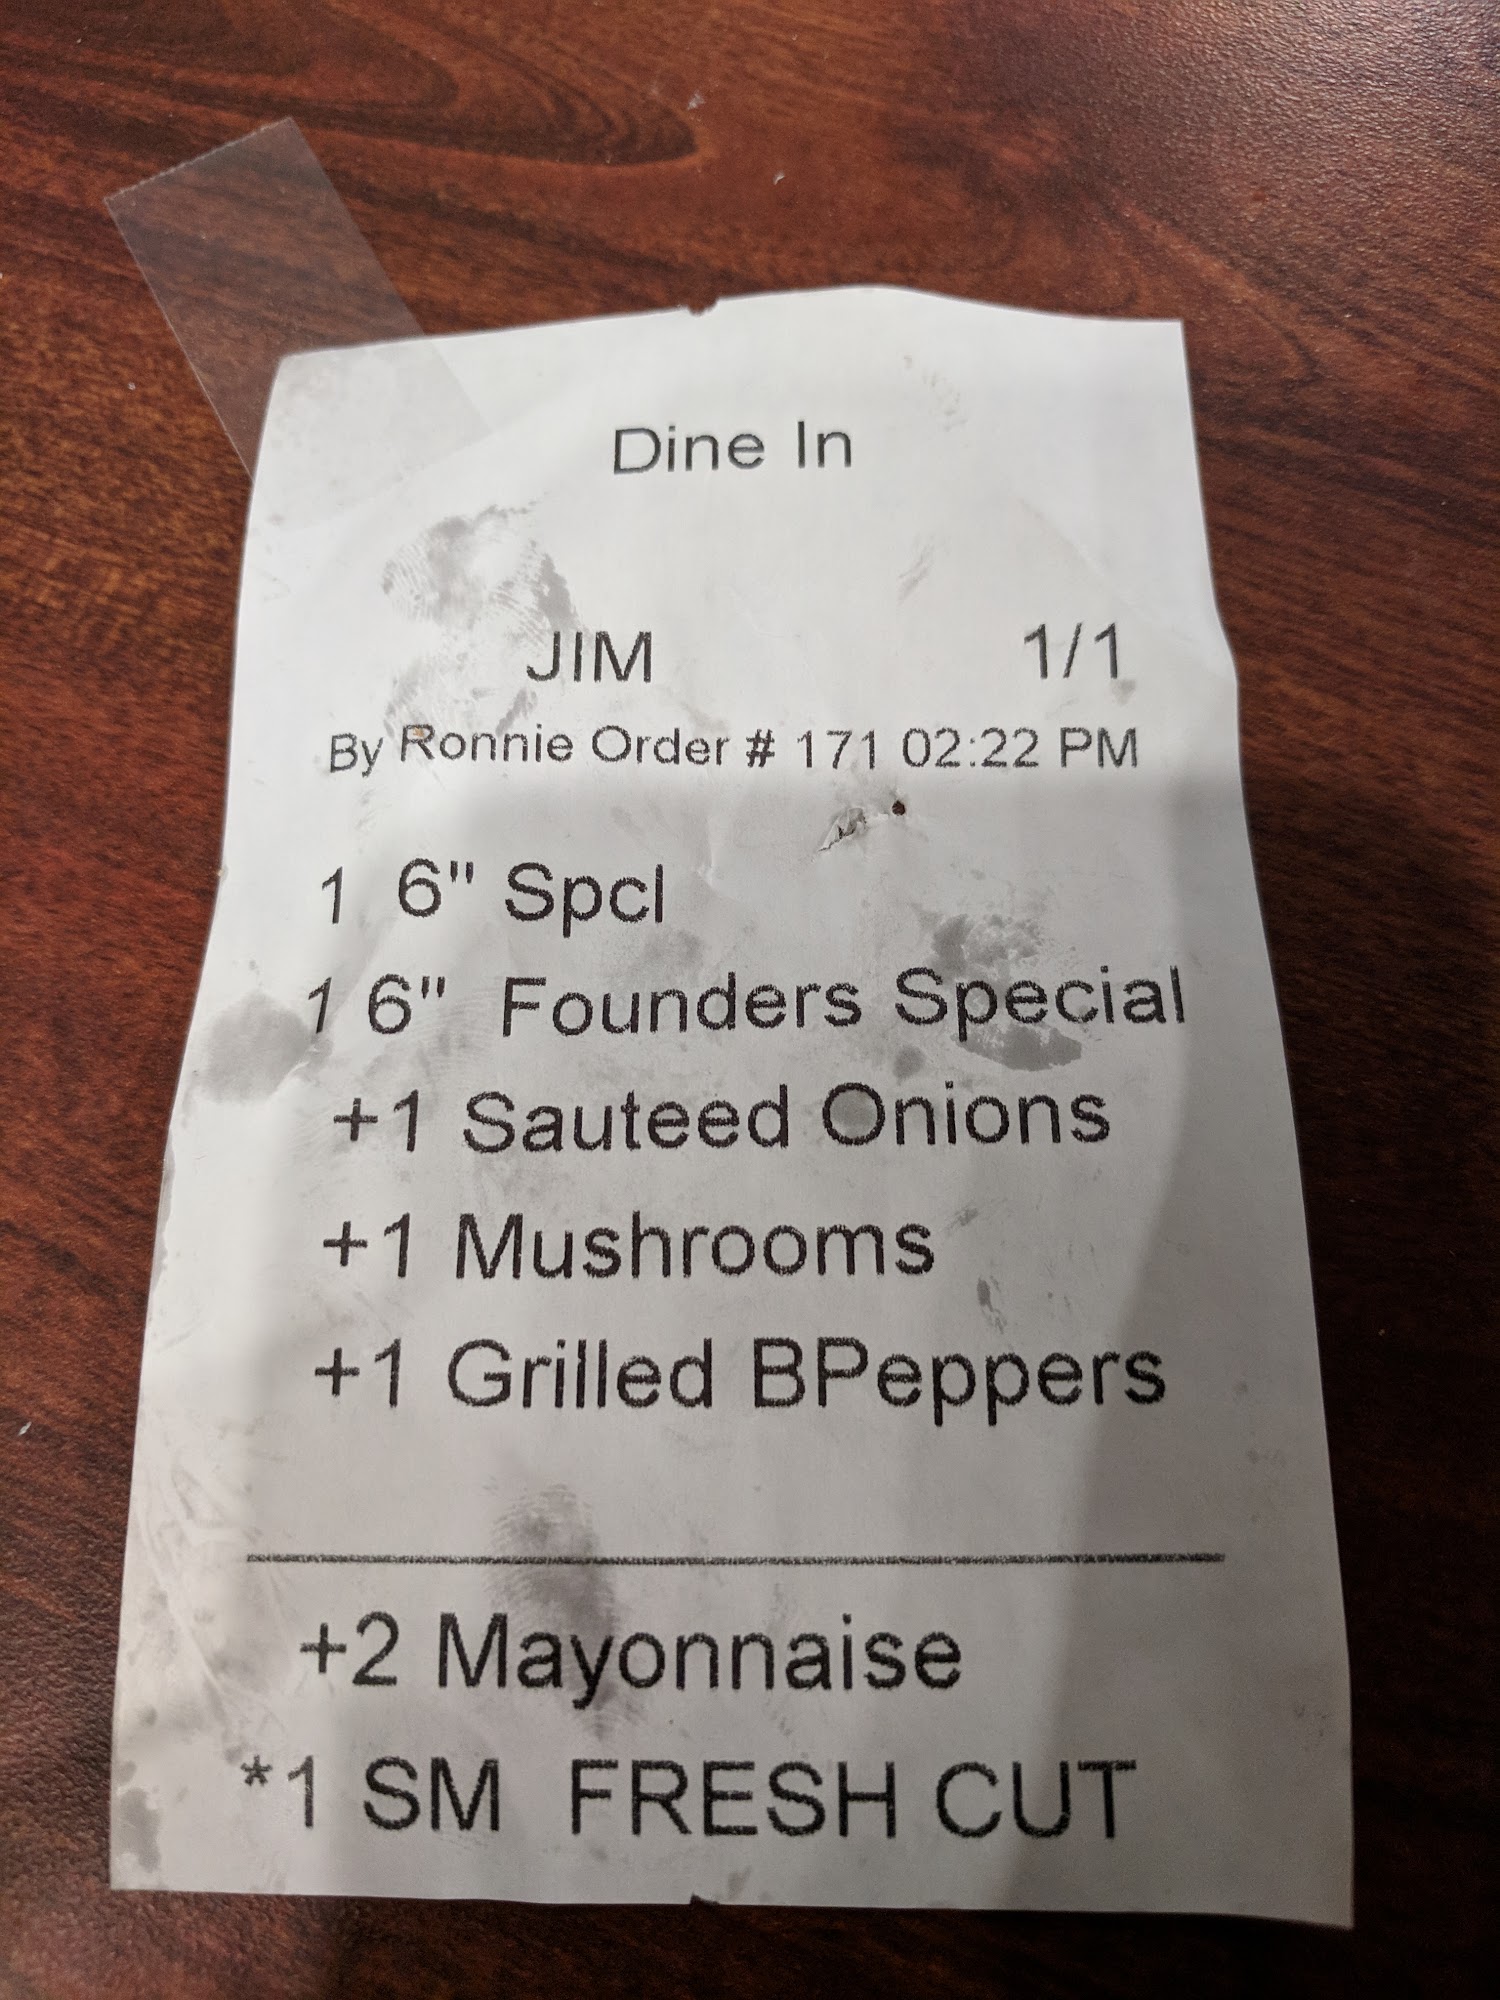 Dine In
JIM 1/1
By Ronnie Order # 171 02:22 PM
1 6" Spcl
1 6" Founders Special
+1 Sauteed Onions
+1 Mushrooms
+1 Grilled BPeppers
+2 Mayonnaise
*1 SM FRESH CUT